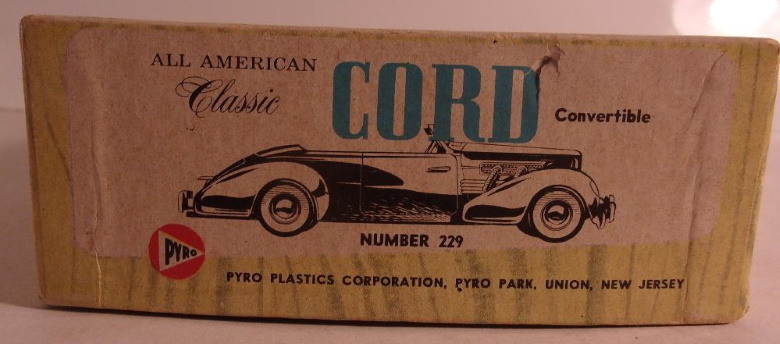 ALL AMERICAN
Classic
CORD
Convertible
NUMBER 229
PYRO
PYRO PLASTICS CORPORATION, PYRO PARK, UNION, NEW JERSEY